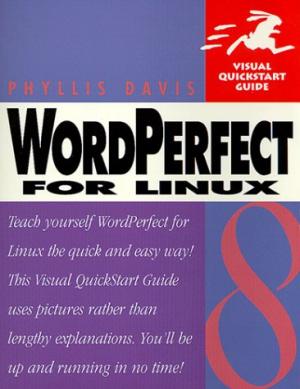 VISUAL
QUICKSTART
GUIDE
PHYLLIS DAVIS
WORDPERFECT
FOR LINUX
8
Teach yourself WordPerfect for
Linux the quick and easy way!
This Visual QuickStart Guide
uses pictures rather than
lengthy explanations. You'll be
up and running in no time!